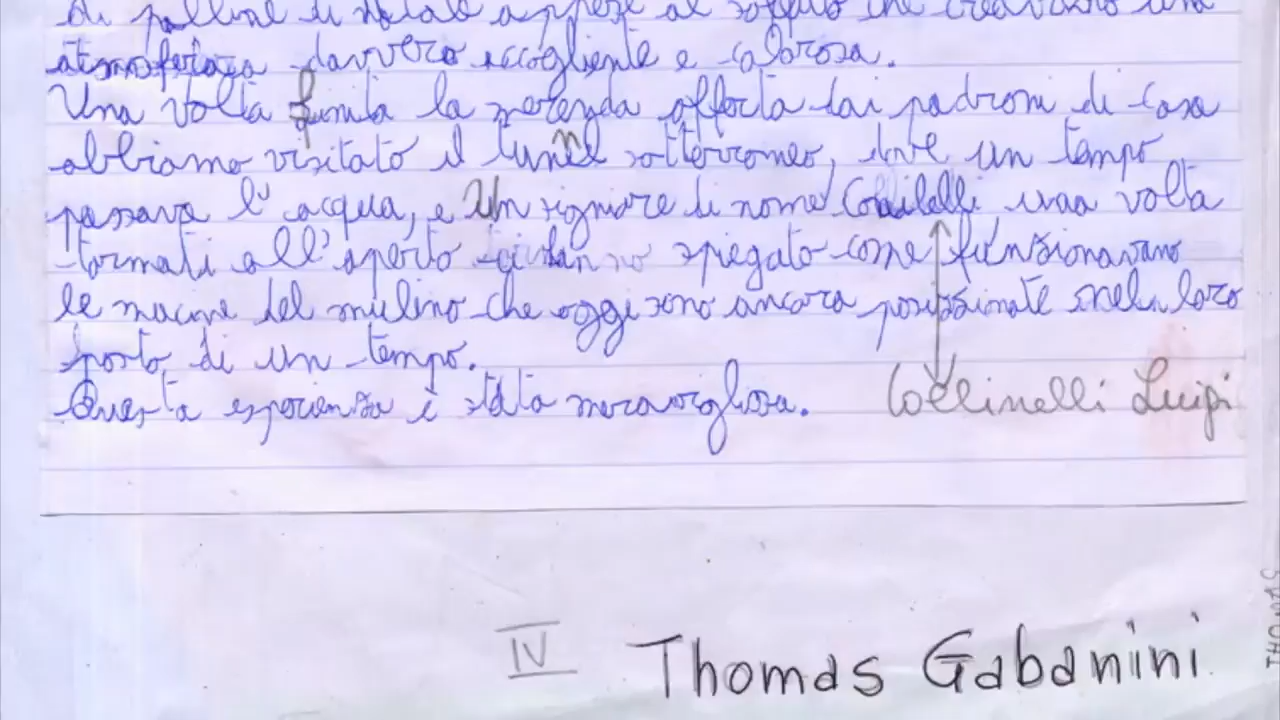 di palline di Natale appese al soffitto che creavano una
atmosfera davvero accogliente e calorosa.
Una volta finita la merenda offerta dai padroni di casa
abbiamo visitato il tunnel sotterraneo, dove un tempo
passava l'acqua, e un signore di nome una volta
tornati all'aperto ci hanno spiegato come funzionavano
le macine del mulino che oggi sono ancora posizionate nel loro
posto di un tempo.
Questa esperienza è stata meravigliosa. Collinelli Luigi
IV Thomas Gabanini